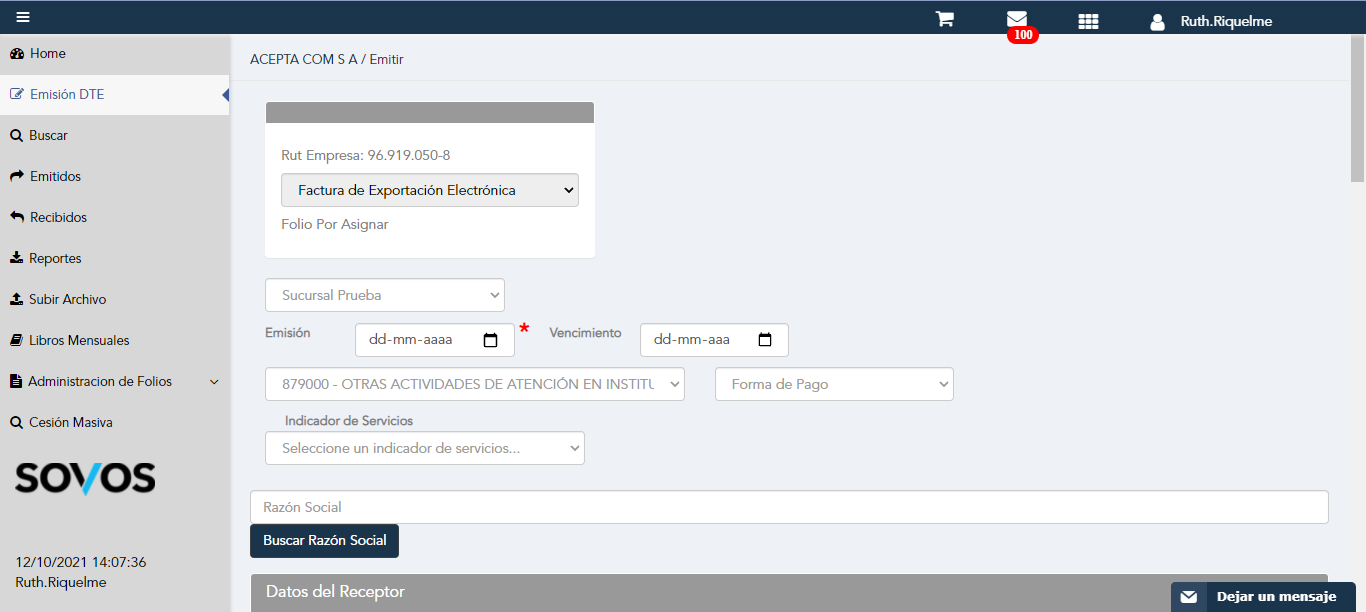 100
Ruth.Riquelme
Home
Emisión DTE
Buscar
Emitidos
Recibidos
Reportes
Subir Archivo
Libros Mensuales
Administracion de Folios
Cesión Masiva
sovos
12/10/2021 14:07:36
Ruth.Riquelme
ACEPTA COM S A / Emitir
Rut Empresa: 96.919.050-8
Factura de Exportación Electrónica
Folio Por Asignar
Sucursal Prueba
Emisión dd-mm-aaaa * Vencimiento dd-mm-aaa
879000 - OTRAS ACTIVIDADES DE ATENCIÓN EN INSTITU Forma de Pago
Indicador de Servicios
Seleccione un indicador de servicios...
Razón Social
Buscar Razón Social
Datos del Receptor
Dejar un mensaje